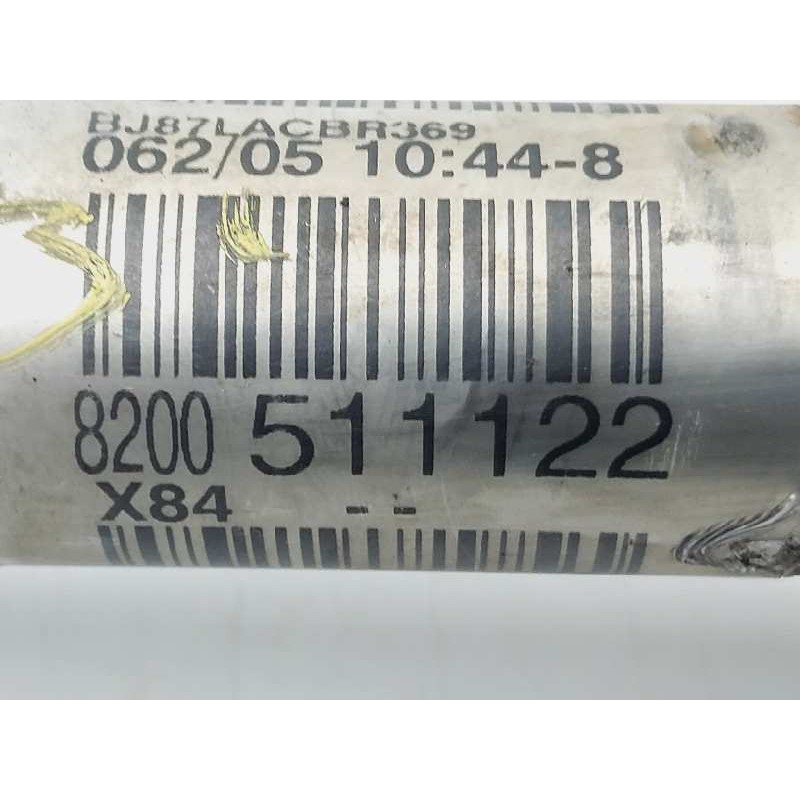 BJ87LACBR369
062/05 10:44-8
8200 511122
X84 --